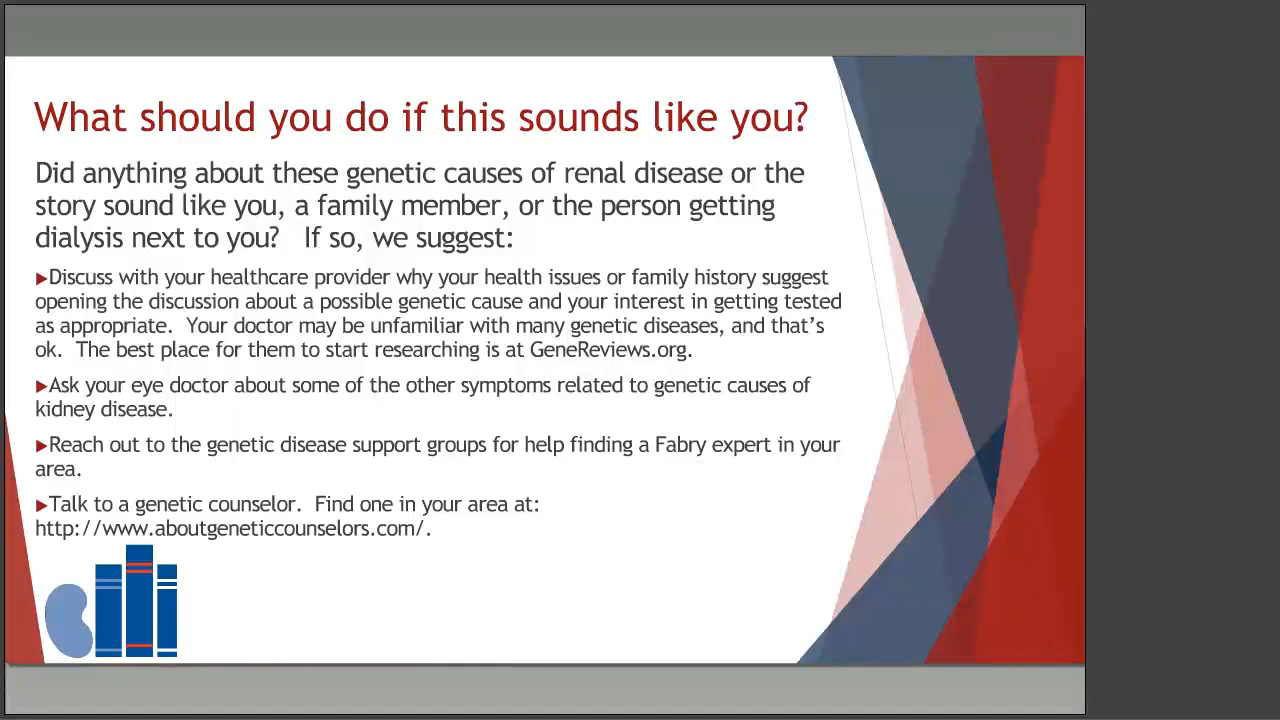 What should you do if this sounds like you?
Did anything about these genetic causes of renal disease or the
story sound like you, a family member, or the person getting
dialysis next to you?   If so, we suggest:
►Discuss with your healthcare provider why your health issues or family history suggest
opening the discussion about a possible genetic cause and your interest in getting tested
as appropriate.  Your doctor may be unfamiliar with many genetic diseases, and that’s
ok.  The best place for them to start researching is at GeneReviews.org.
►Ask your eye doctor about some of the other symptoms related to genetic causes of
kidney disease.
►Reach out to the genetic disease support groups for help finding a Fabry expert in your
area.
►Talk to a genetic counselor.  Find one in your area at:
http://www.aboutgeneticcounselors.com/.